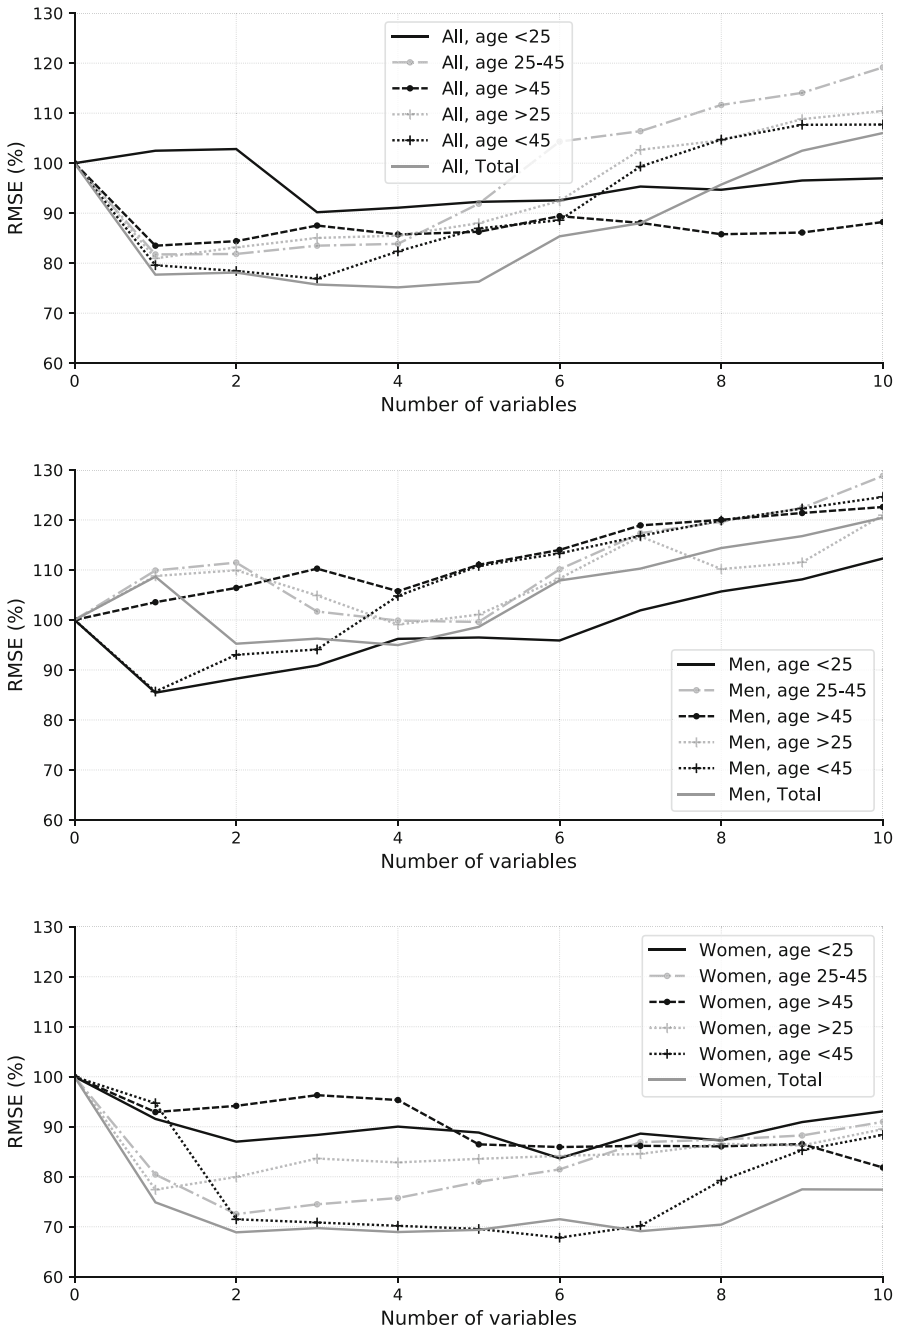 130
120
110
100
90
80
70
60
RMSE (%)
All, age <25
All, age 25-45
All, age >45
All, age >25
All, age <45
All, Total
0 2 4 6 8 10
Number of variables
130
120
110
100
90
80
70
60
RMSE (%)
Men, age <25
Men, age 25-45
Men, age >45
Men, age >25
Men, age <45
Men, Total
0 2 4 6 8 10
Number of variables
130
120
110
100
90
80
70
60
RMSE (%)
Women, age <25
Women, age 25-45
Women, age >45
Women, age >25
Women, age <45
Women, Total
0 2 4 6 8 10
Number of variables